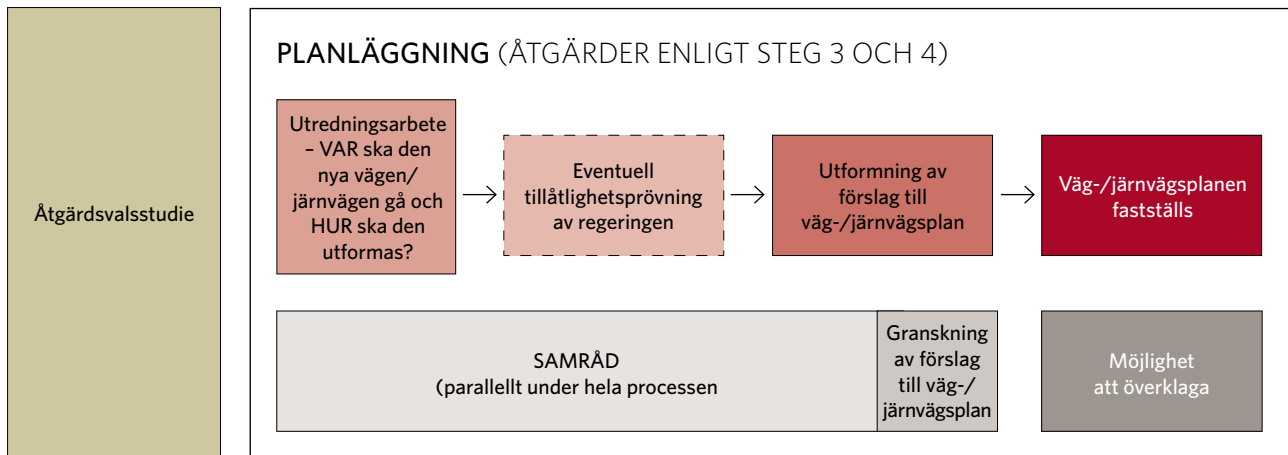 Åtgärdsvalsstudie
PLANLÄGGNING (ÅTGÄRDER ENLIGT STEG 3 OCH 4)
Utredningsarbete
– VAR ska den
nya vägen/
järnvägen gå och
HUR ska den
utformas?
Eventuell
tillåtlighetsprövning
av regeringen
Utformning av
förslag till
väg-/järnvägsplan
Väg-/järnvägsplanen
fastställs
SAMRÅD
(parallellt under hela processen
Granskning
av förslag
till väg-/
järnvägsplan
Möjlighet
att överklaga